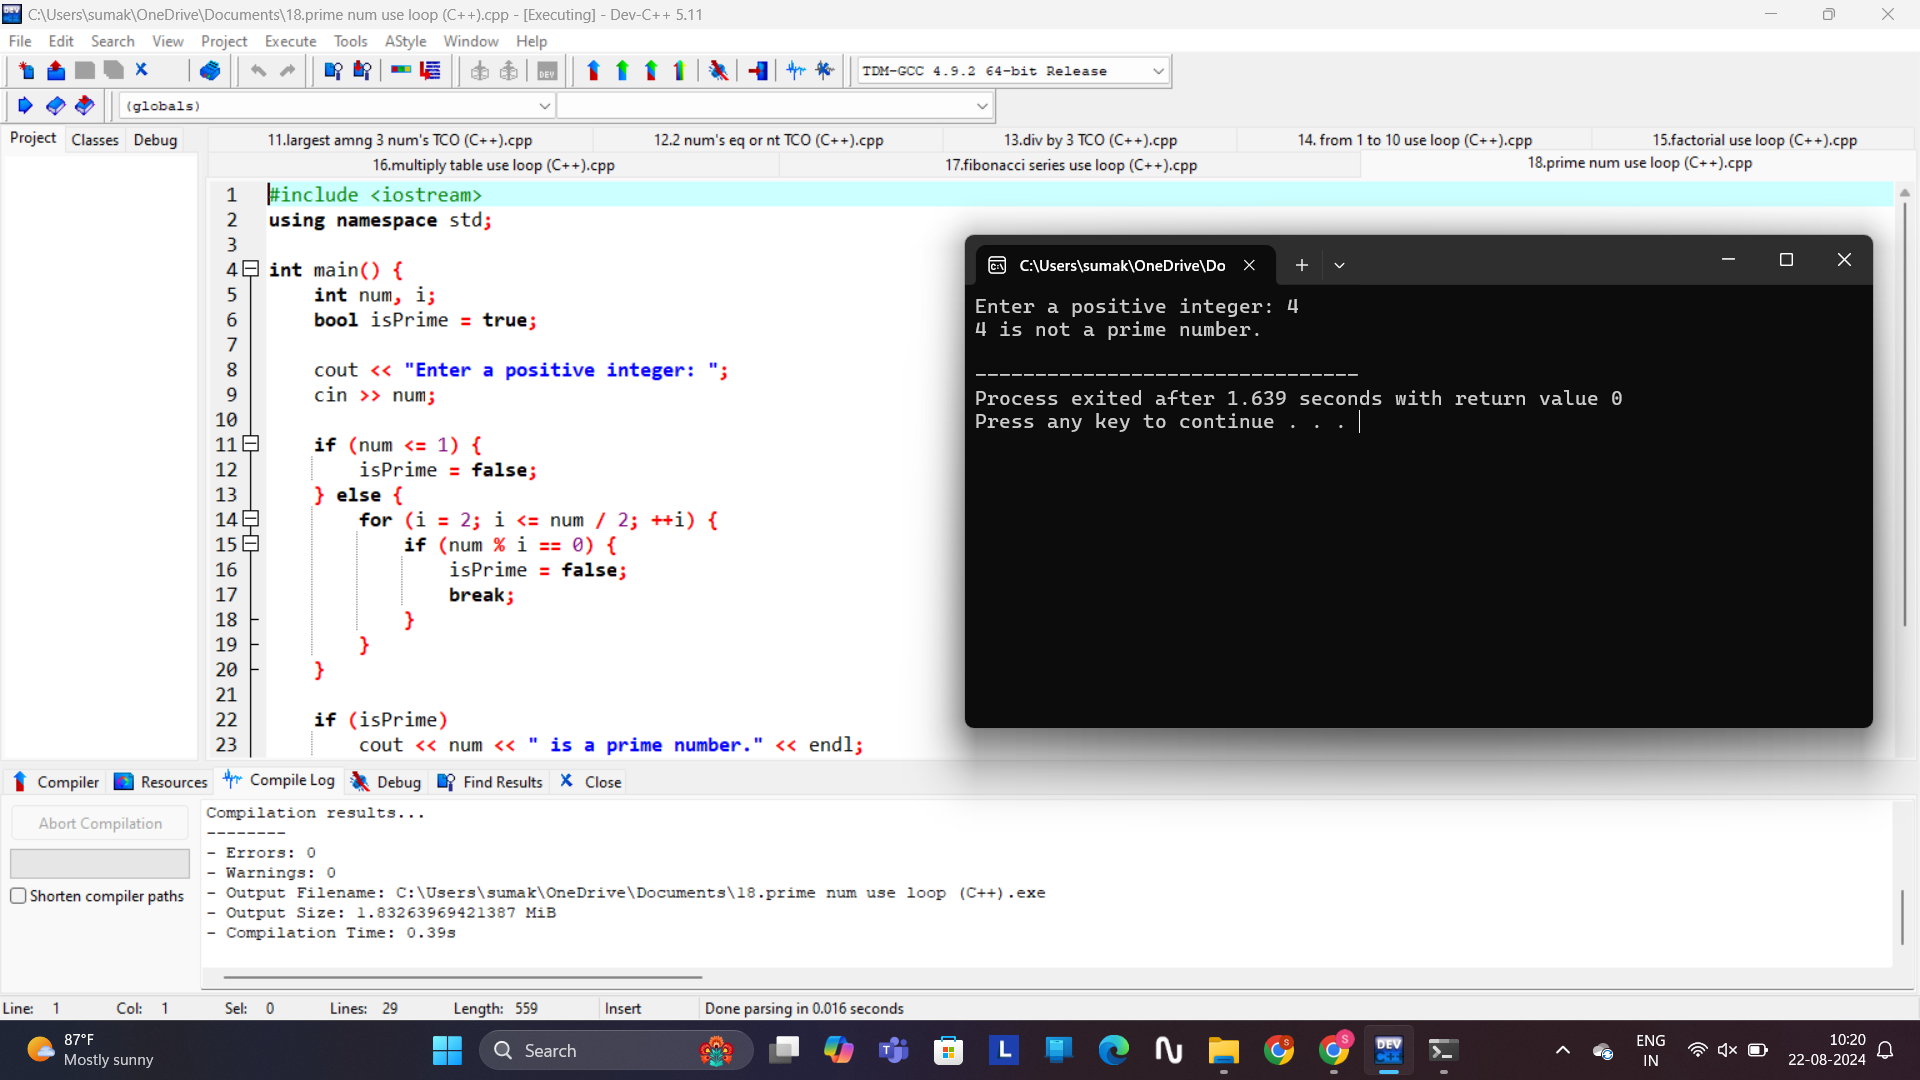 C:\Users\sumak\OneDrive\Documents\18.prime num use loop (C++).cpp - [Executing] - Dev-C++ 5.11
File Edit Search View Project Execute Tools AStyle Window Help
TDM-GCC 4.9.2 64-bit Release
(globals)
Project Classes Debug
11.largest amng 3 num's TCO (C++).cpp 12.2 num's eq or nt TCO (C++).cpp 13.div by 3 TCO (C++).cpp 14. from 1 to 10 use loop (C++).cpp 15.factorial use loop (C++).cpp
16.multiply table use loop (C++).cpp 17.fibonacci series use loop (C++).cpp 18.prime num use loop (C++).cpp
1 #include <iostream>
2 using namespace std;
3
4 int main() {
5 int num, i;
6 bool isPrime = true;
7
8 cout << "Enter a positive integer: ";
9 cin >> num;
10
11 if (num <= 1) {
12 isPrime = false;
13 } else {
14 for (i = 2; i <= num / 2; ++i) {
15 if (num % i == 0) {
16 isPrime = false;
17 break;
18 }
19 }
20 }
21
22 if (isPrime)
23 cout << num << " is a prime number." << endl;
C:\Users\sumak\OneDrive\Do
Enter a positive integer: 4
4 is not a prime number.
--------------------------------
Process exited after 1.639 seconds with return value 0
Press any key to continue . . .
Compiler Resources Compile Log Debug Find Results Close
Abort Compilation
Shorten compiler paths
Compilation results...
--------
- Errors: 0
- Warnings: 0
- Output Filename: C:\Users\sumak\OneDrive\Documents\18.prime num use loop (C++).exe
- Output Size: 1.83263969421387 MiB
- Compilation Time: 0.39s
Line: 1 Col: 1 Sel: 0 Lines: 29 Length: 559 Insert Done parsing in 0.016 seconds
87°F
Mostly sunny
Search
ENG
IN
10:20
22-08-2024